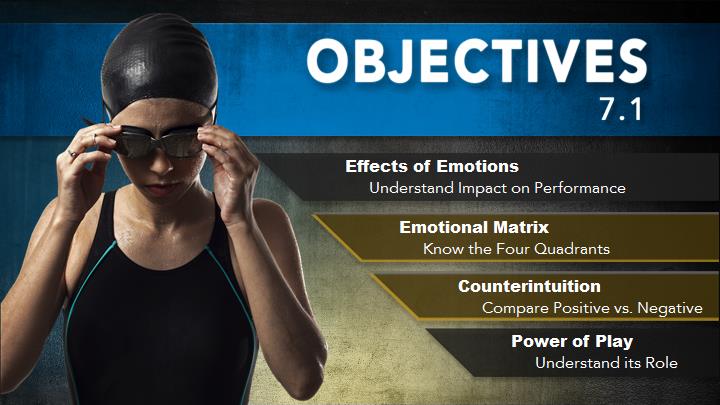 OBJECTIVES
7.1
Effects of Emotions
Understand Impact on Performance
Emotional Matrix
Know the Four Quadrants
Counterintuition
Compare Positive vs. Negative
Power of Play
Understand its Role